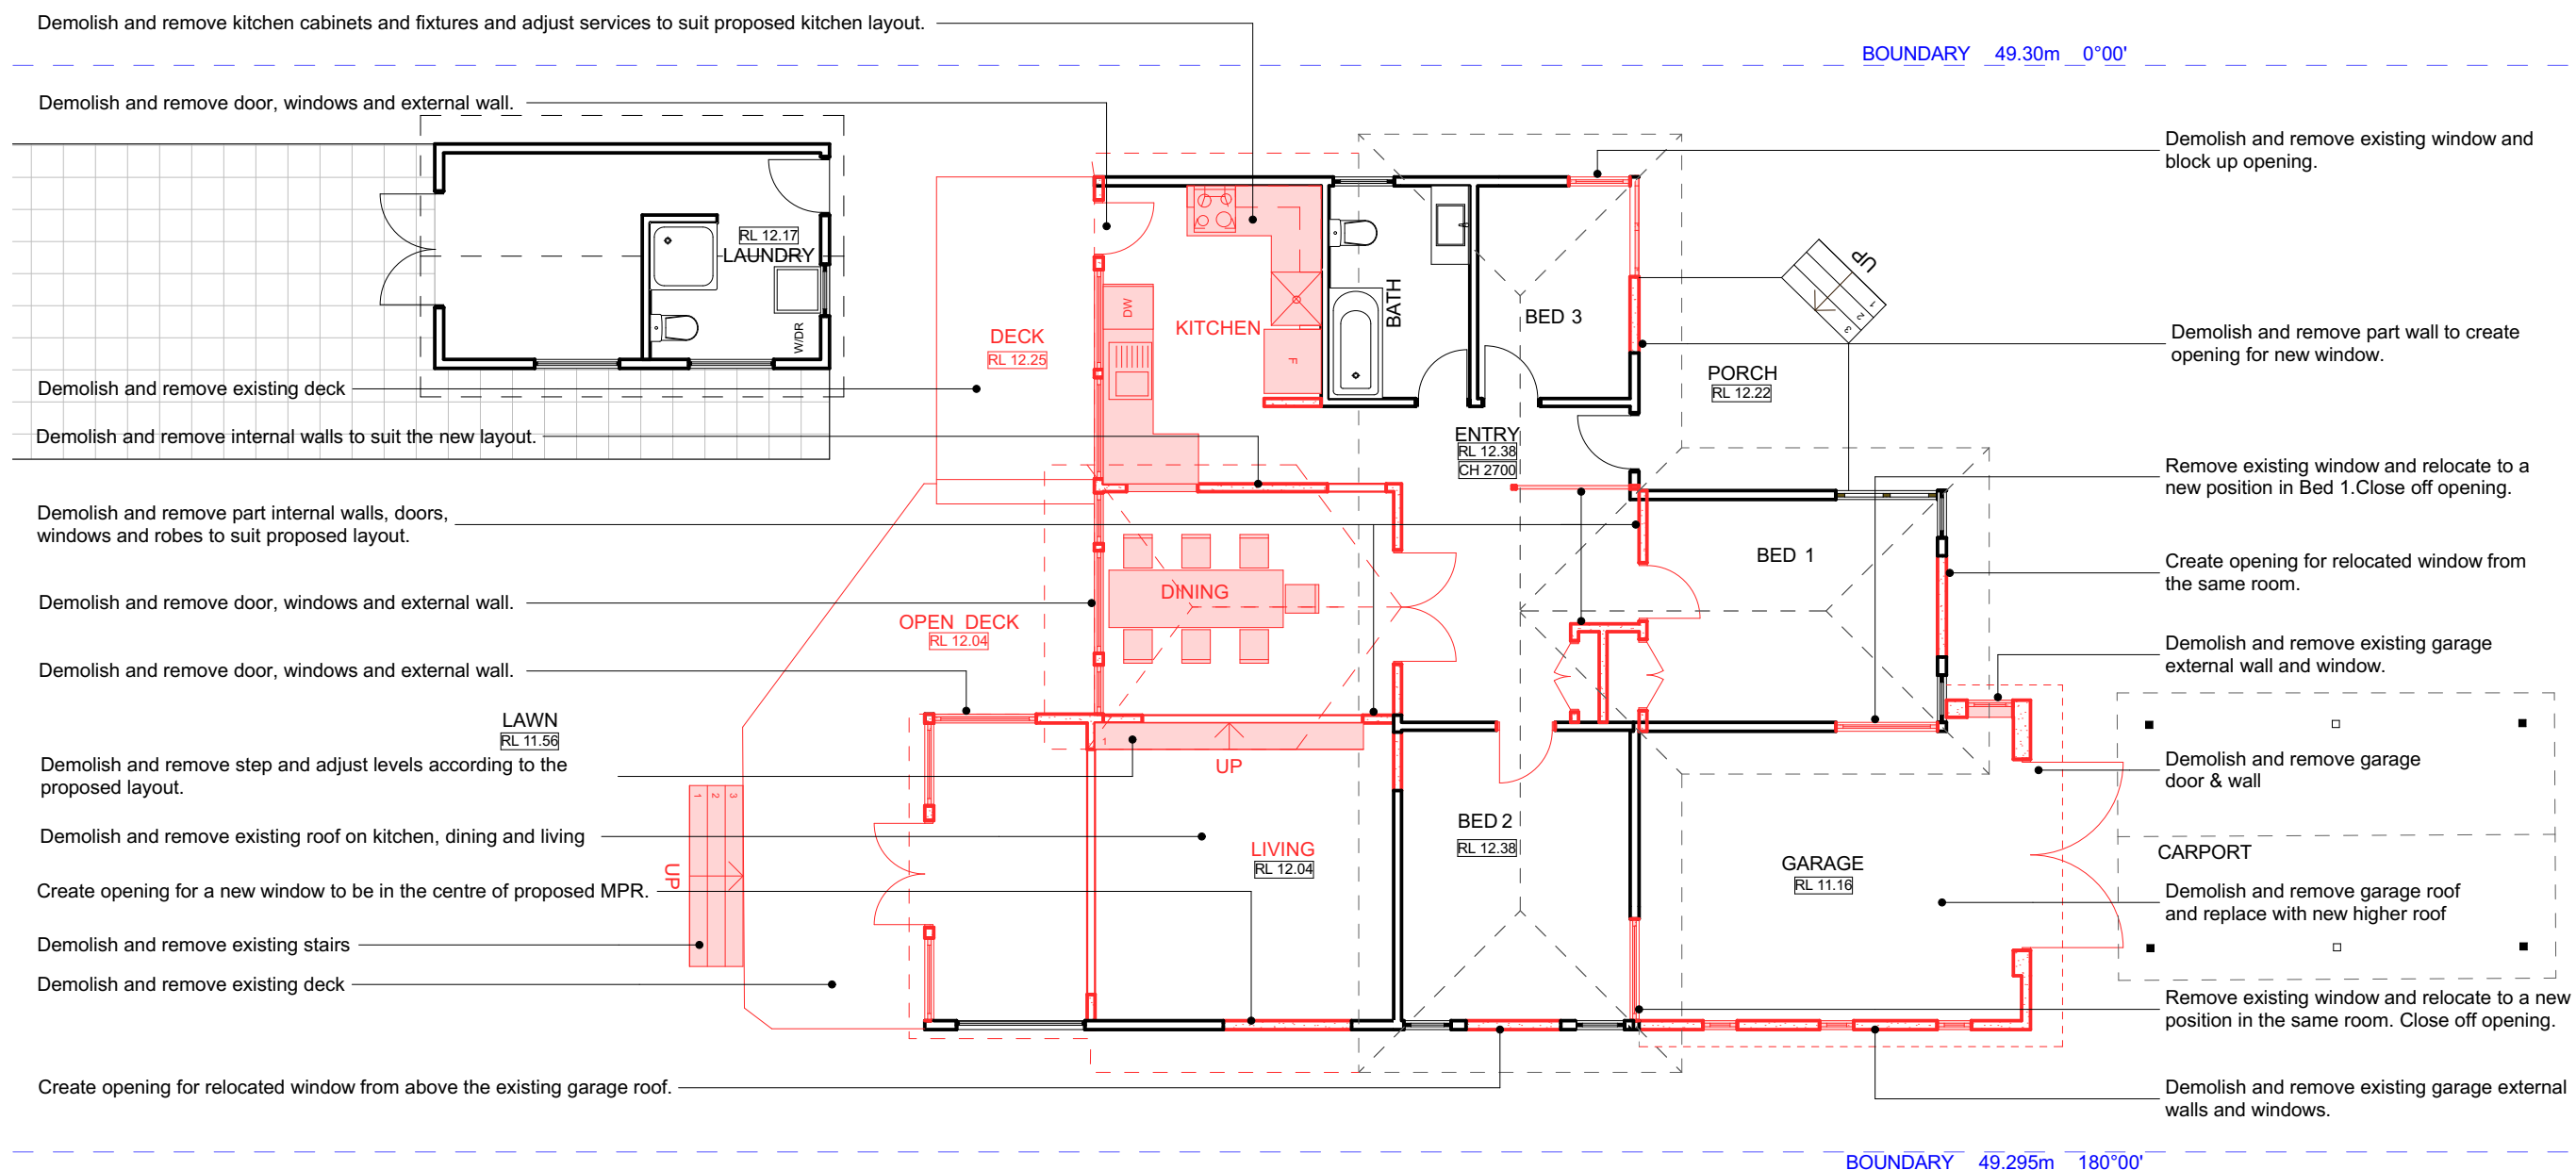 Demolish and remove kitchen cabinets and fixtures and adjust services to suit proposed kitchen layout.
BOUNDARY 49.30m 0°00'
Demolish and remove door, windows and external wall.
Demolish and remove existing window and
block up opening.
RL 12.17
LAUNDRY
W/DR
DECK
RL 12.25
DW
KITCHEN
F
BATH
BED 3
UP
1
2
3
Demolish and remove part wall to create
opening for new window.
PORCH
RL 12.22
Demolish and remove existing deck
Demolish and remove internal walls to suit the new layout.
ENTRY
RL 12.38
CH 2700
Remove existing window and relocate to a
new position in Bed 1.Close off opening.
Demolish and remove part internal walls, doors,
windows and robes to suit proposed layout.
BED 1
Create opening for relocated window from
the same room.
DINING
Demolish and remove door, windows and external wall.
OPEN DECK
RL 12.04
Demolish and remove existing garage
external wall and window.
Demolish and remove door, windows and external wall.
LAWN
RL 11.56
1
UP
Demolish and remove step and adjust levels according to the
proposed layout.
Demolish and remove garage
door & wall
1
2
3
UP
Demolish and remove existing roof on kitchen, dining and living
LIVING
RL 12.04
BED 2
RL 12.38
GARAGE
RL 11.16
CARPORT
Create opening for a new window to be in the centre of proposed MPR.
Demolish and remove garage roof
and replace with new higher roof
Demolish and remove existing stairs
Demolish and remove existing deck
Remove existing window and relocate to a new
position in the same room. Close off opening.
Create opening for relocated window from above the existing garage roof.
Demolish and remove existing garage external
walls and windows.
BOUNDARY 49.295m 180°00'